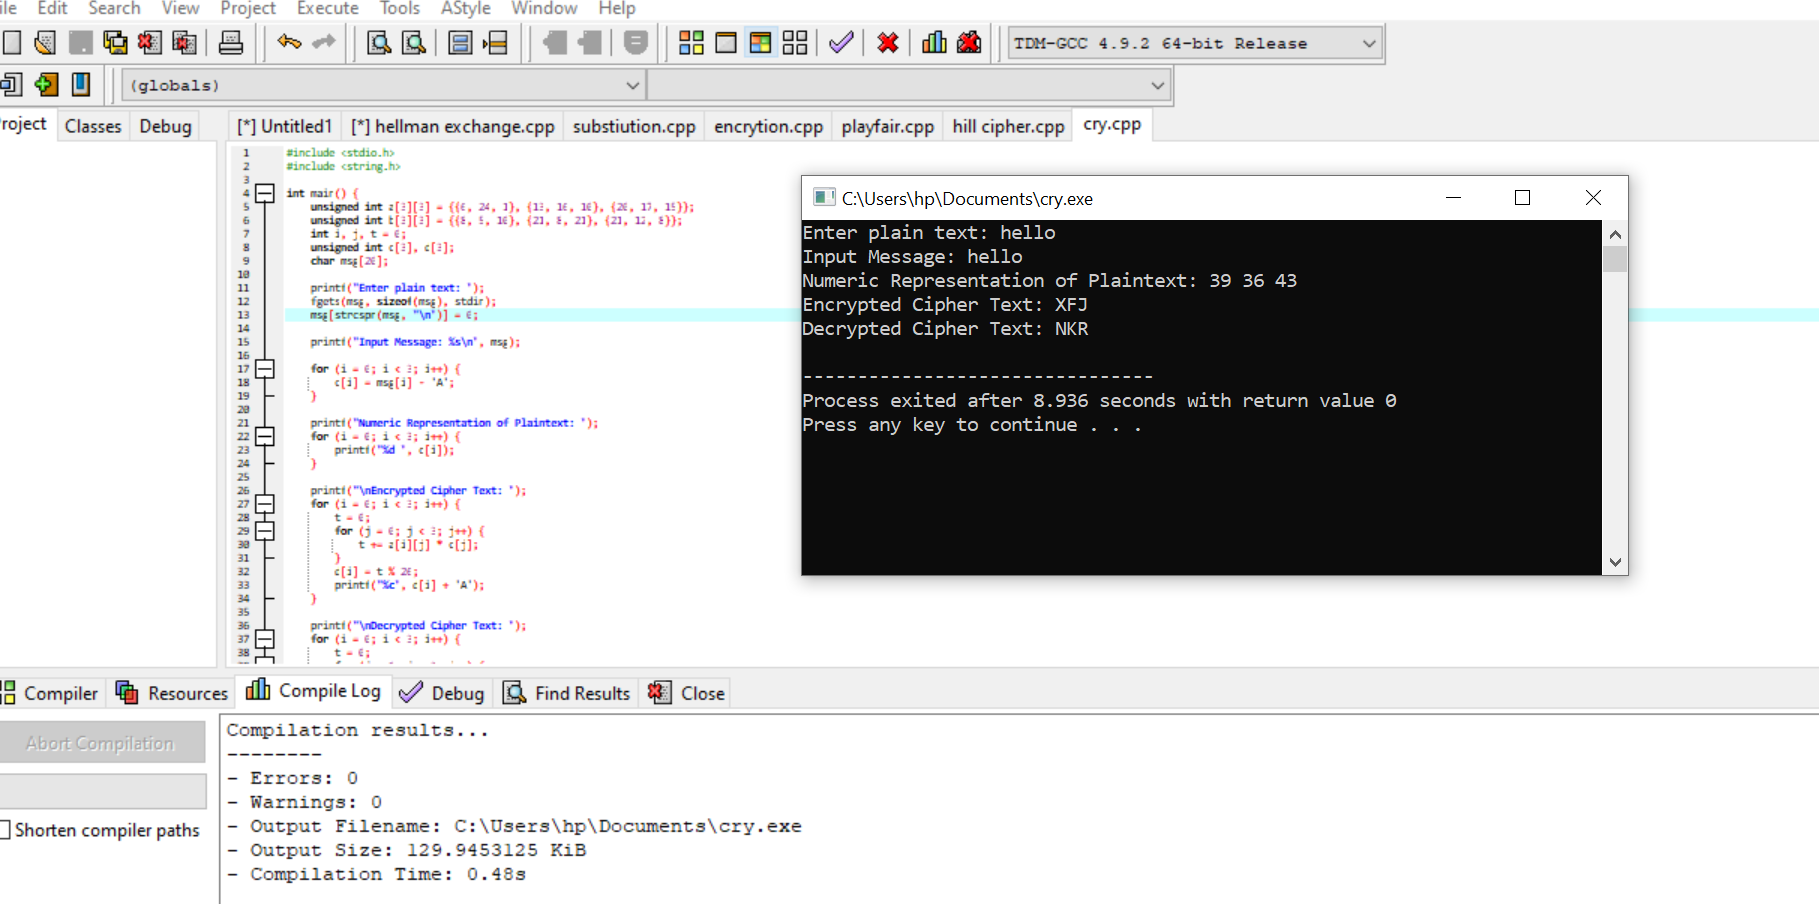 File Edit Search View Project Execute Tools AStyle Window Help
TDM-GCC 4.9.2 64-bit Release
(globals)
Project Classes Debug
[*] Untitled1 [*] hellman exchange.cpp substiution.cpp encrytion.cpp playfair.cpp hill cipher.cpp cry.cpp
1 #include <stdio.h>
2 #include <string.h>
3
4 int main() {
5 unsigned int a[3][3] = {{6, 24, 1}, {13, 16, 10}, {20, 17, 15}};
6 unsigned int b[3][3] = {{8, 5, 10}, {21, 8, 21}, {21, 12, 8}};
7 int i, j, t = 0;
8 unsigned int c[3], d[3];
9 char msg[20];
10
11 printf("Enter plain text: ");
12 fgets(msg, sizeof(msg), stdin);
13 msg[strcspn(msg, "\n")] = 0;
14
15 printf("Input Message: %s\n", msg);
16
17 for (i = 0; i < 3; i++) {
18 c[i] = msg[i] - 'A';
19 }
20
21 printf("Numeric Representation of Plaintext: ");
22 for (i = 0; i < 3; i++) {
23 printf("%d ", c[i]);
24 }
25
26 printf("\nEncrypted Cipher Text: ");
27 for (i = 0; i < 3; i++) {
28 t = 0;
29 for (j = 0; j < 3; j++) {
30 t += a[i][j] * c[j];
31 }
32 d[i] = t % 26;
33 printf("%c", d[i] + 'A');
34 }
35
36 printf("\nDecrypted Cipher Text: ");
37 for (i = 0; i < 3; i++) {
38 t = 0;
C:\Users\hp\Documents\cry.exe
Enter plain text: hello
Input Message: hello
Numeric Representation of Plaintext: 39 36 43
Encrypted Cipher Text: XFJ
Decrypted Cipher Text: NKR
--------------------------------
Process exited after 8.936 seconds with return value 0
Press any key to continue . . .
Compiler Resources Compile Log Debug Find Results Close
Abort Compilation
Shorten compiler paths
Compilation results...
--------
- Errors: 0
- Warnings: 0
- Output Filename: C:\Users\hp\Documents\cry.exe
- Output Size: 129.9453125 KiB
- Compilation Time: 0.48s